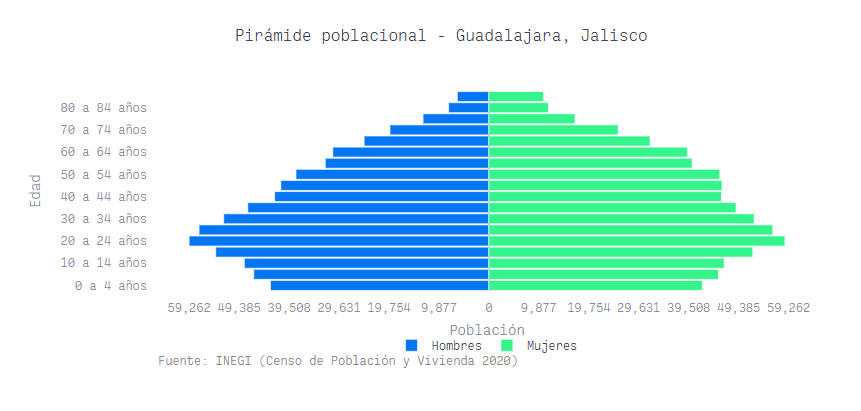 Pirámide poblacional - Guadalajara, Jalisco
80 a 84 años
70 a 74 años
60 a 64 años
50 a 54 años
40 a 44 años
30 a 34 años
20 a 24 años
10 a 14 años
0 a 4 años
Edad
59,262 49,385 39,508 29,631 19,754 9,877 0 9,877 19,754 29,631 39,508 49,385 59,262
Población
Hombres Mujeres
Fuente: INEGI (Censo de Población y Vivienda 2020)